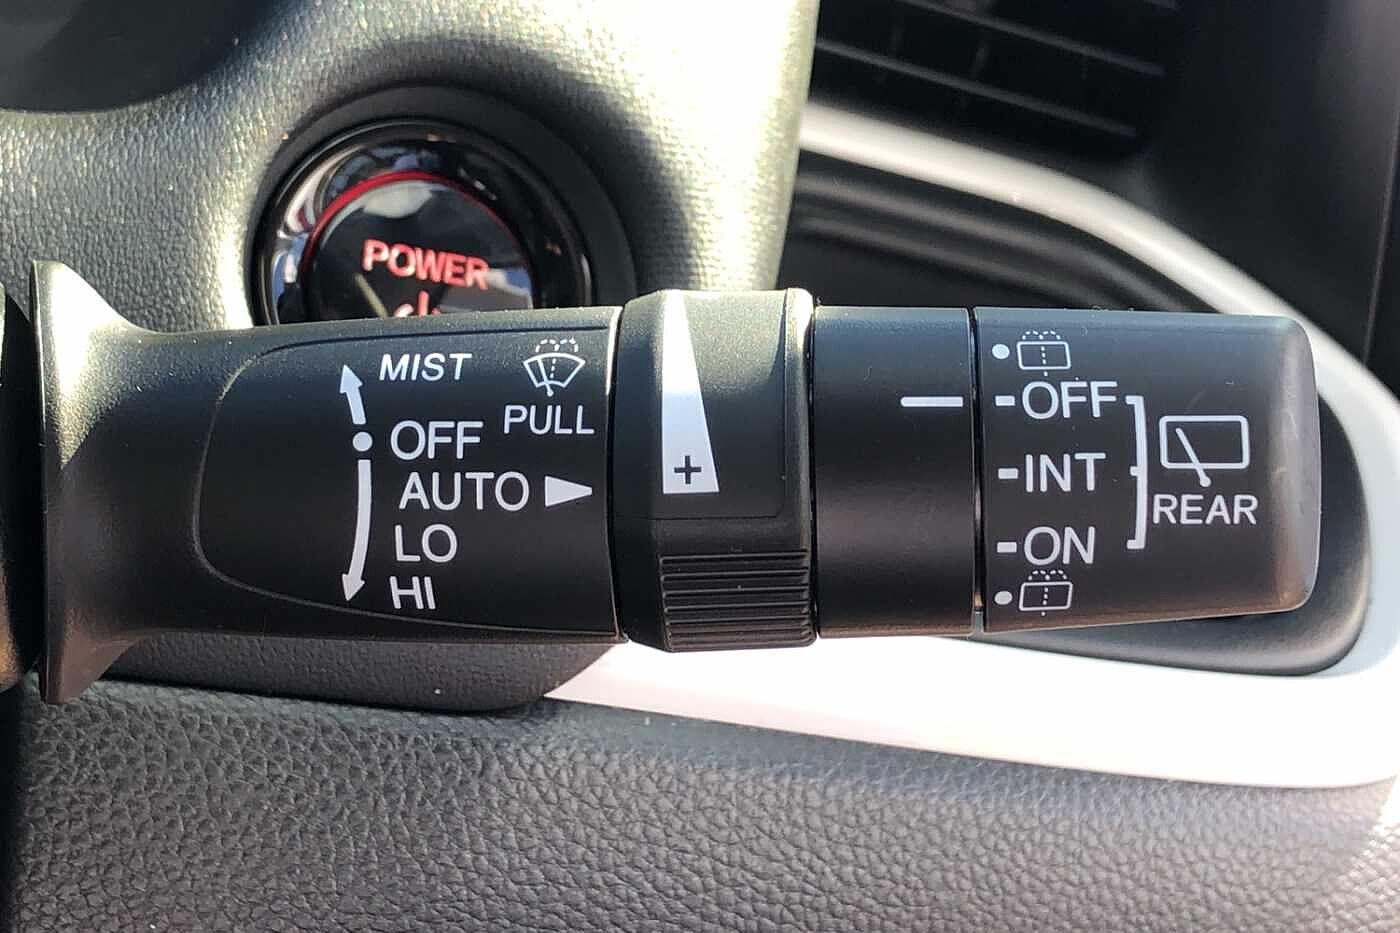 POWER
MIST
PULL
OFF
AUTO
LO
HI
+
OFF
INT
ON
REAR